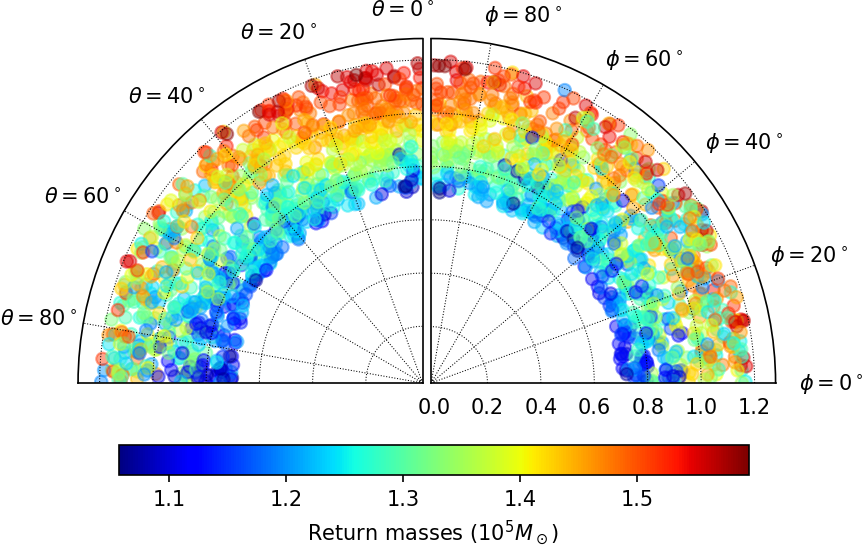 θ = 0°
ϕ = 80°
θ = 20°
ϕ = 60°
θ = 40°
ϕ = 40°
θ = 60°
ϕ = 20°
θ = 80°
ϕ = 0°
0.0 0.2 0.4 0.6 0.8 1.0 1.2
1.1 1.2 1.3 1.4 1.5
Return masses (10⁵M⊙)